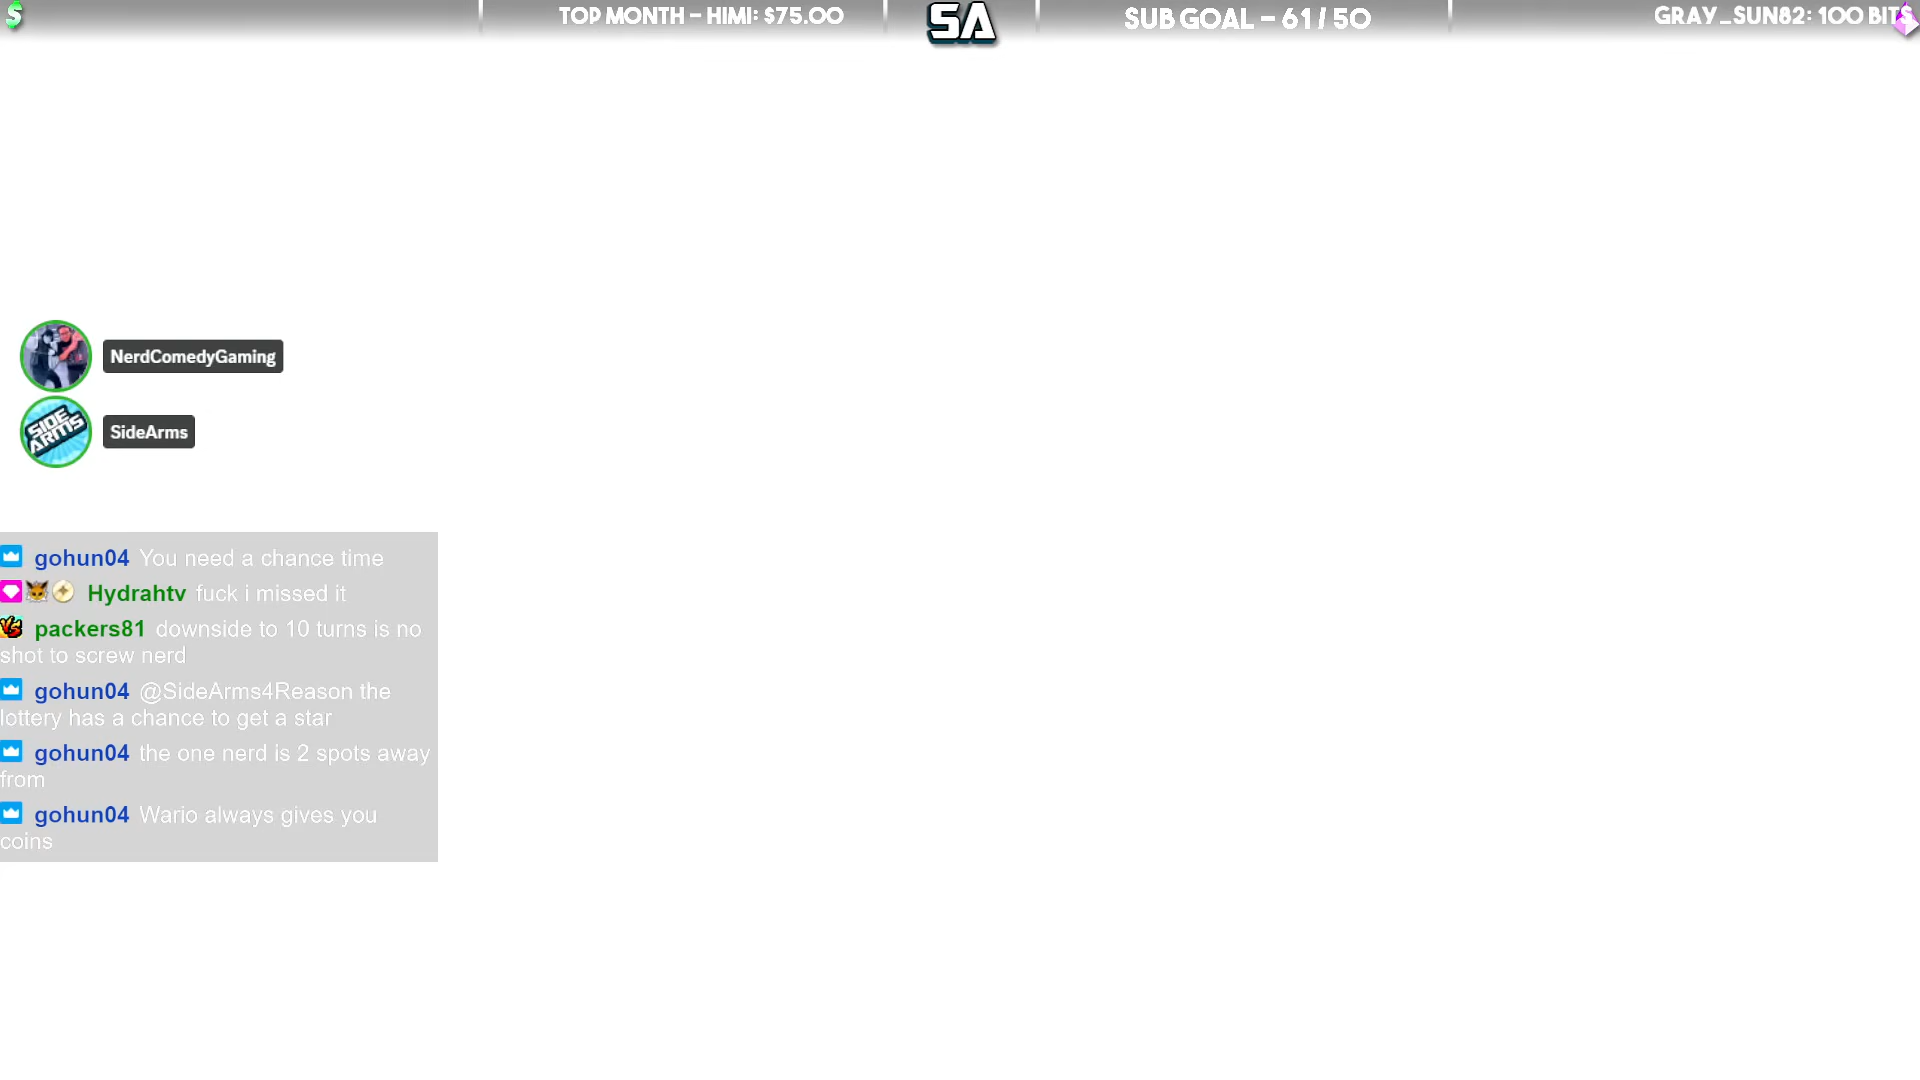 $
TOP MONTH - HIMI: $75.00
SA
SUB GOAL - 61 / 50
GRAY_SUN82: 100 BITS
NerdComedyGaming
SIDE
ARMS
SideArms
gohun04 You need a chance time
Hydrahtv fuck i missed it
VS packers81 downside to 10 turns is no
shot to screw nerd
gohun04 @SideArms4Reason the
lottery has a chance to get a star
gohun04 the one nerd is 2 spots away
from
gohun04 Wario always gives you
coins